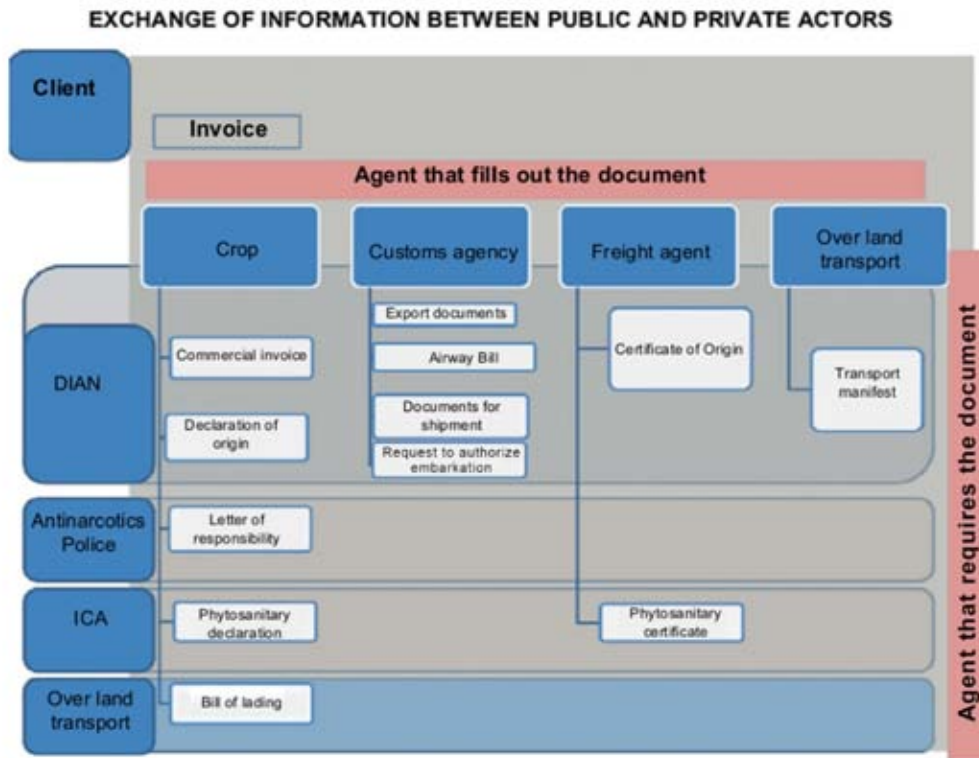 EXCHANGE OF INFORMATION BETWEEN PUBLIC AND PRIVATE ACTORS
Client
Invoice
Agent that fills out the document
Crop
Customs agency
Freight agent
Over land
transport
DIAN
Commercial invoice
Declaration of
origin
Export documents
Airway Bill
Documents for
shipment
Request to authorize
embarkation
Certificate of Origin
Transport
manifest
Antinarcotics
Police
Letter of
responsibility
ICA
Phytosanitary
declaration
Phytosanitary
certificate
Over land
transport
Bill of lading
Agent that requires the document